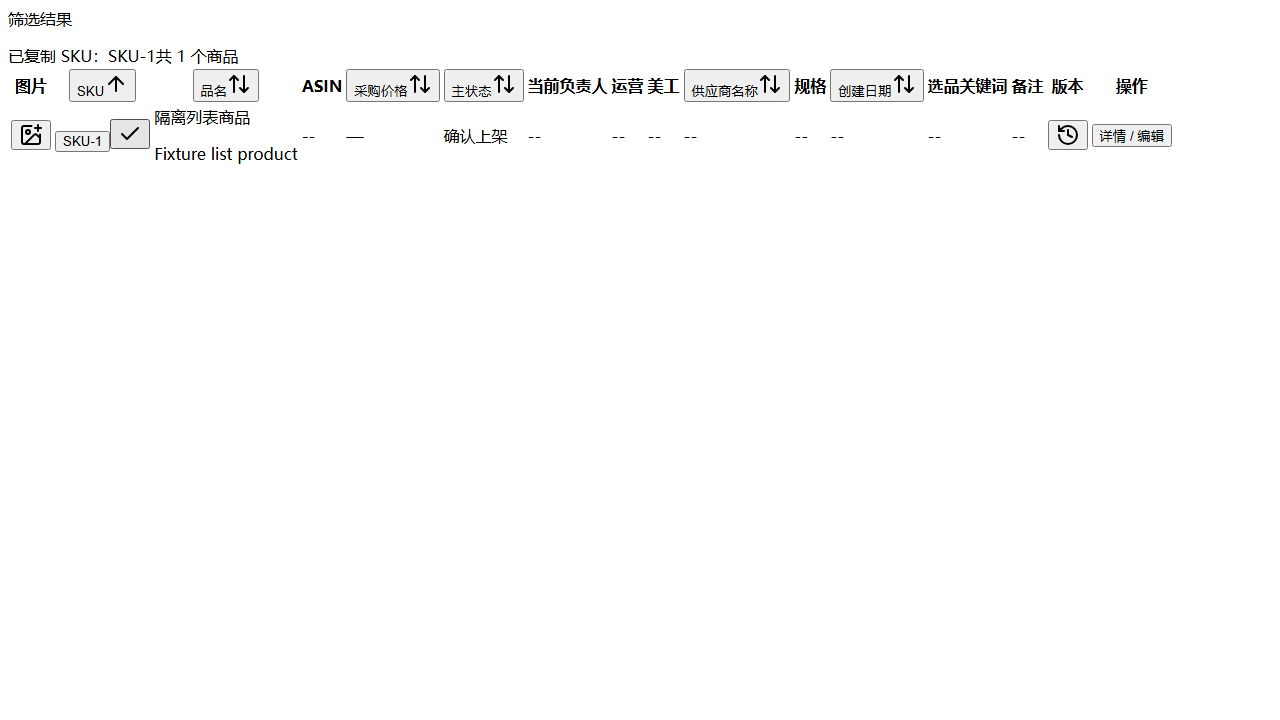 筛选结果
已复制 SKU：SKU-1共 1 个商品
图片 SKU 品名 ASIN 采购价格 主状态 当前负责人 运营 美工 供应商名称 规格 创建日期 选品关键词 备注 版本 操作
SKU-1 隔离列表商品 -- — 确认上架 -- -- -- -- -- -- -- -- 详情 / 编辑
Fixture list product